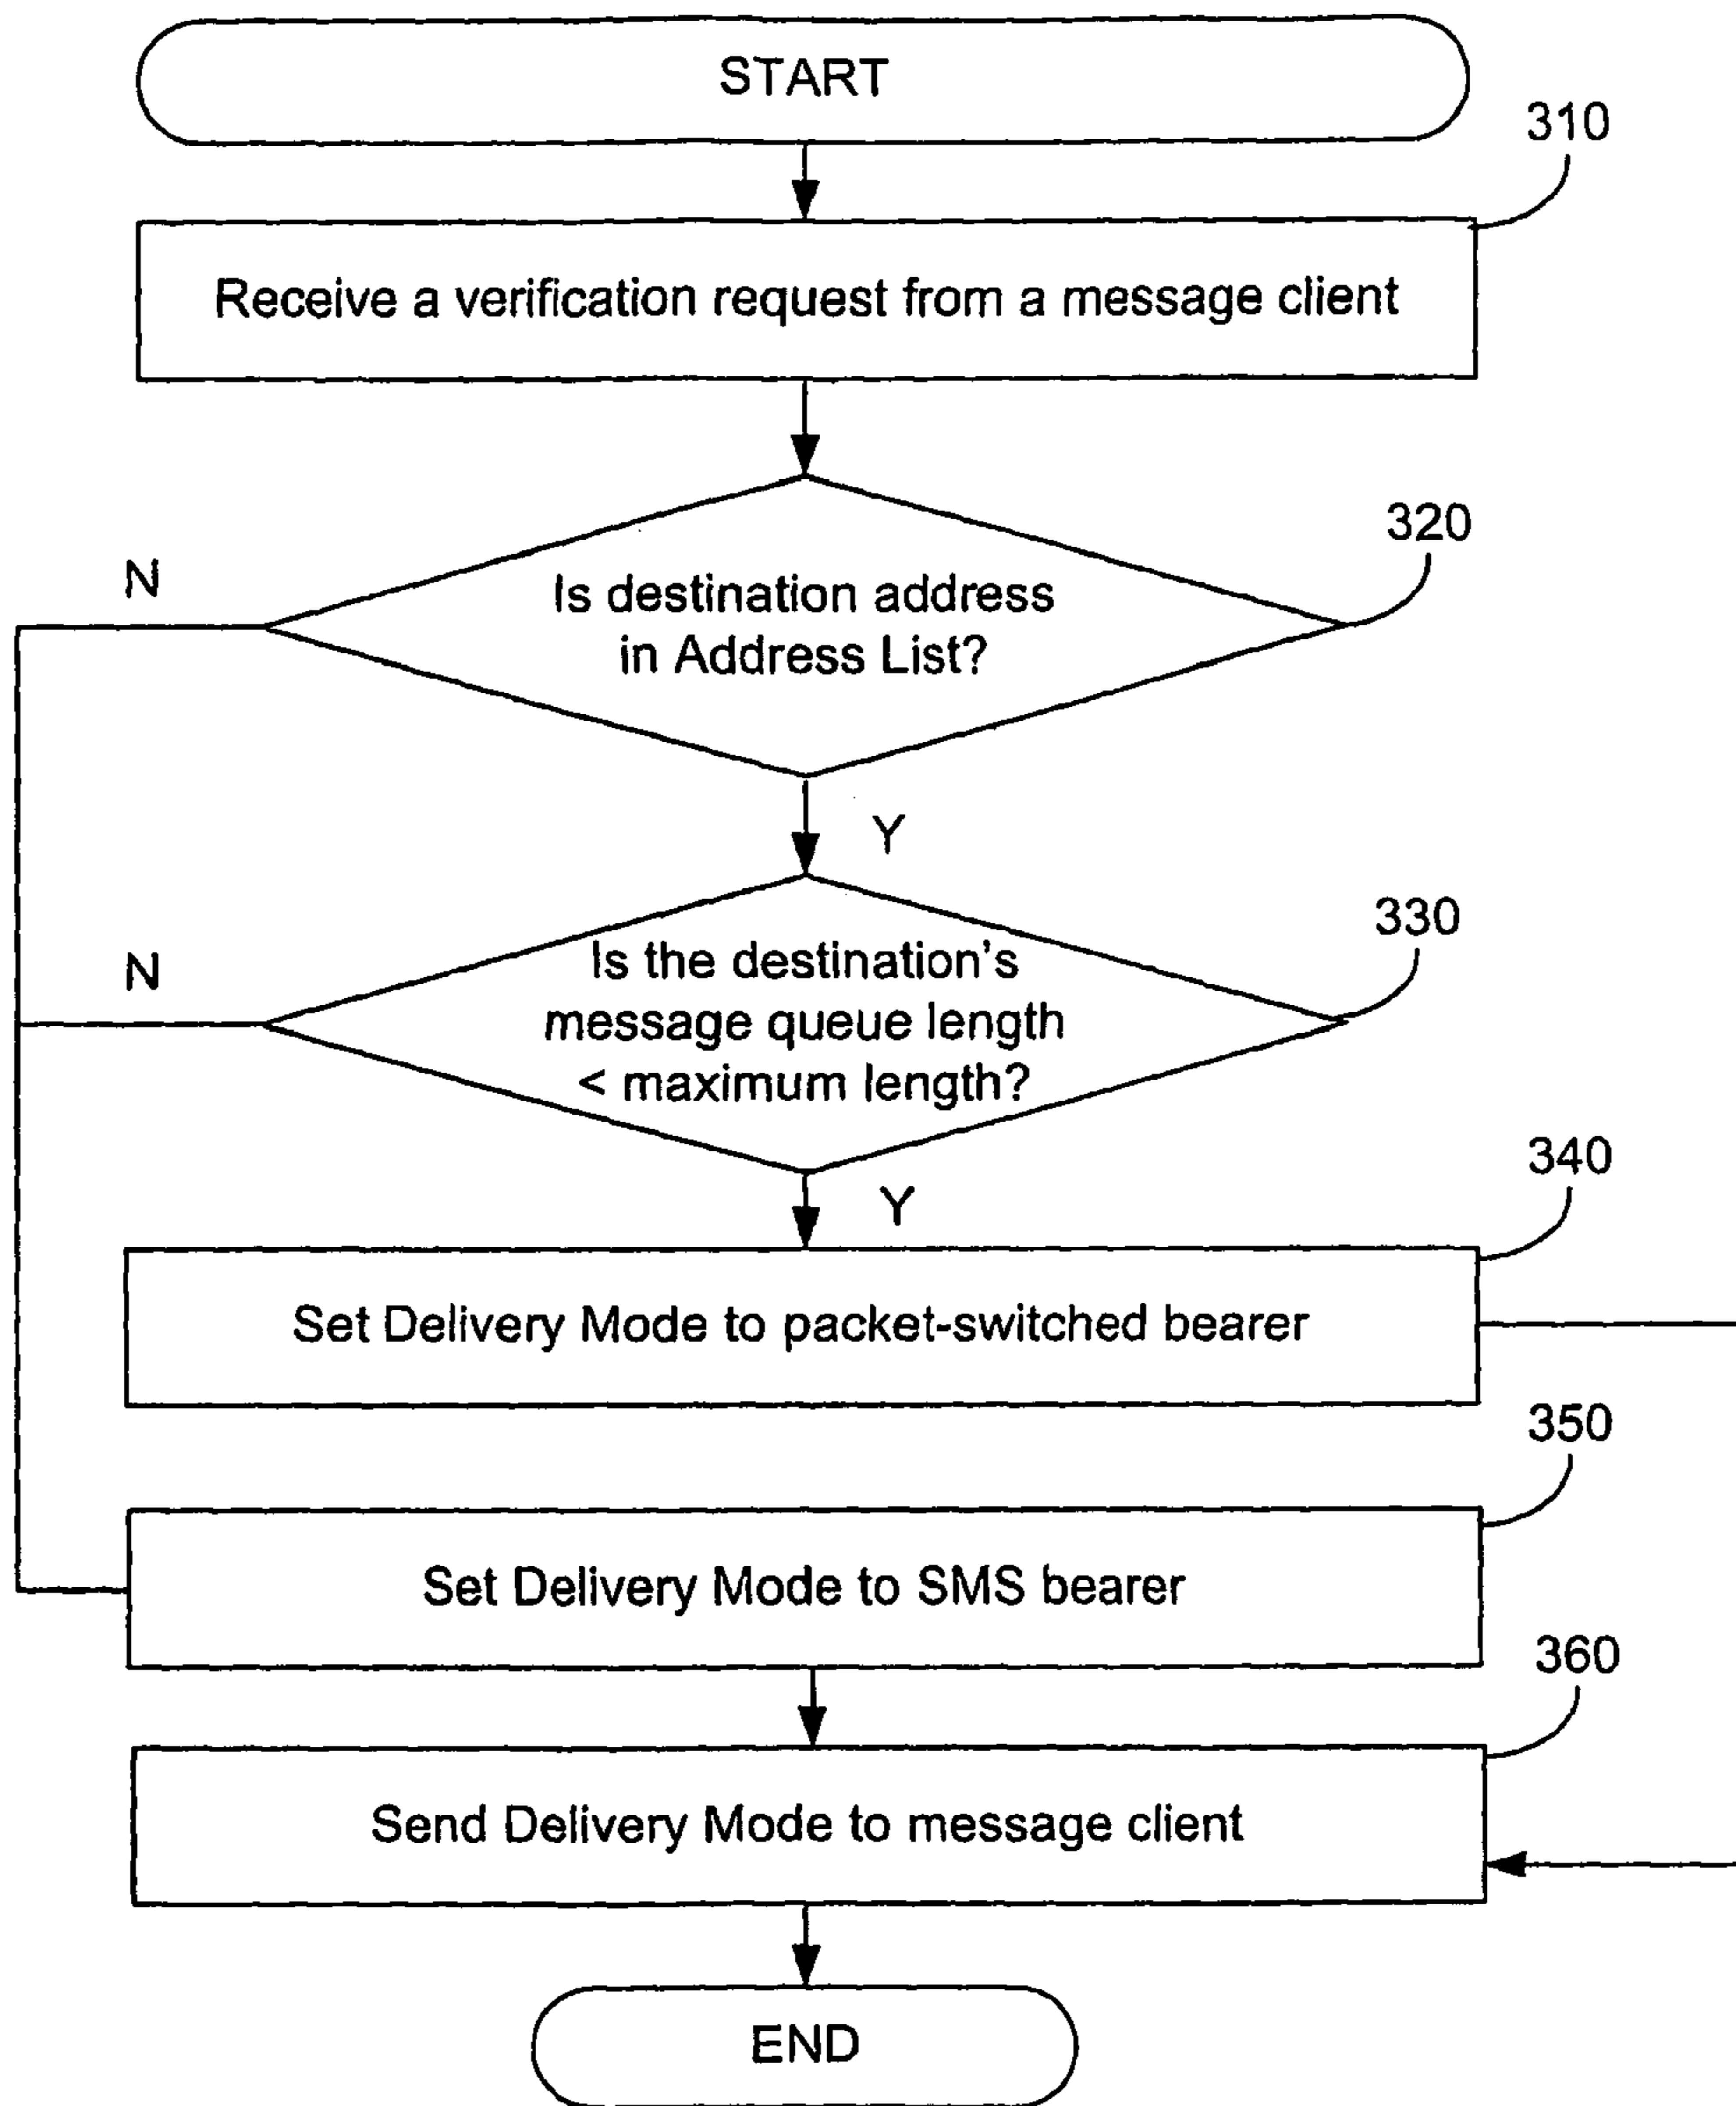 START
310
Receive a verification request from a message client
320
N
Is destination address
in Address List?
Y
330
N
Is the destination's
message queue length
< maximum length?
Y
340
Set Delivery Mode to packet-switched bearer
350
Set Delivery Mode to SMS bearer
360
Send Delivery Mode to message client
END